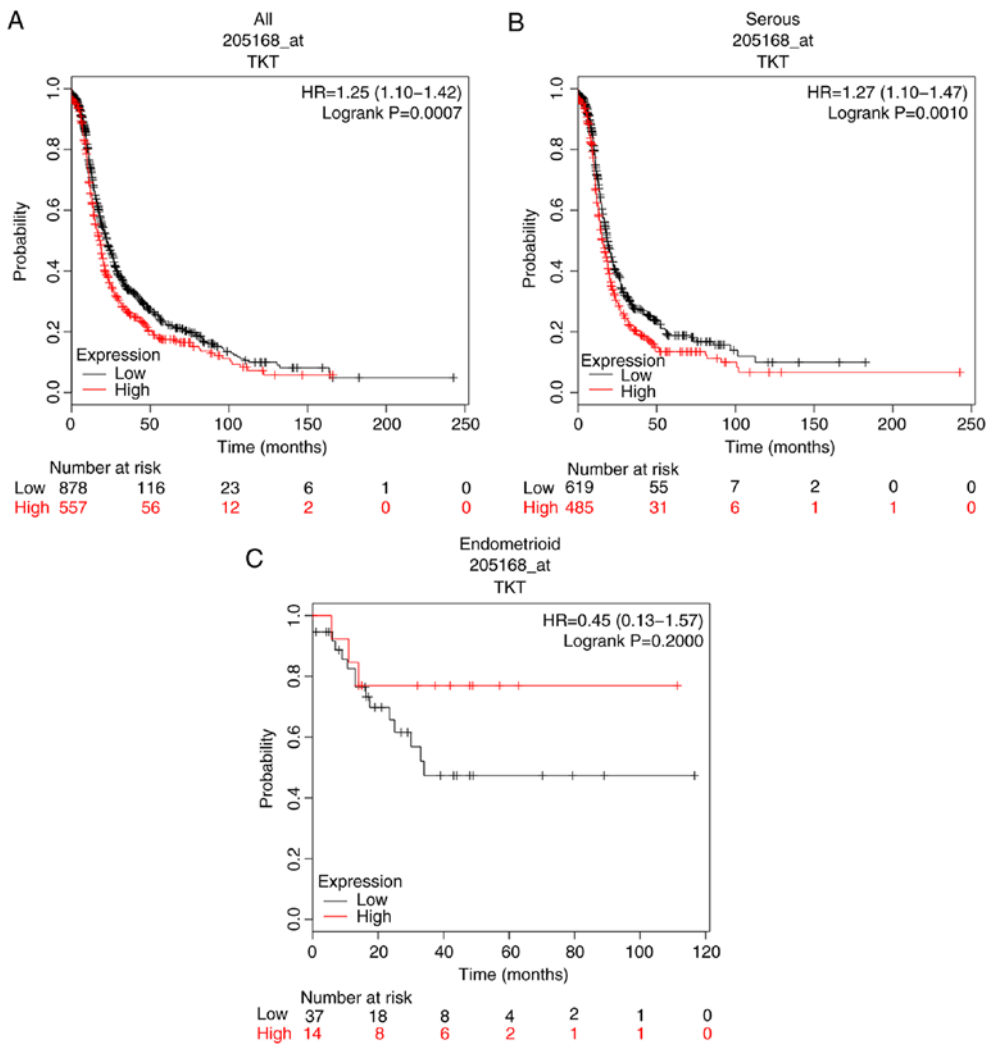 A
All
205168_at
TKT
HR=1.25 (1.10–1.42)
Logrank P=0.0007
Probability
1.0
0.8
0.6
0.4
0.2
0.0
Expression
Low
High
0 50 100 150 200 250
Time (months)
Number at risk
Low 878 116 23 6 1 0
High 557 56 12 2 0 0
B
Serous
205168_at
TKT
HR=1.27 (1.10–1.47)
Logrank P=0.0010
Probability
1.0
0.8
0.6
0.4
0.2
0.0
Expression
Low
High
0 50 100 150 200 250
Time (months)
Number at risk
Low 619 55 7 2 0 0
High 485 31 6 1 1 0
C
Endometrioid
205168_at
TKT
HR=0.45 (0.13–1.57)
Logrank P=0.2000
Probability
1.0
0.8
0.6
0.4
0.2
0.0
Expression
Low
High
0 20 40 60 80 100 120
Time (months)
Number at risk
Low 37 18 8 4 2 1 0
High 14 8 6 2 1 1 0